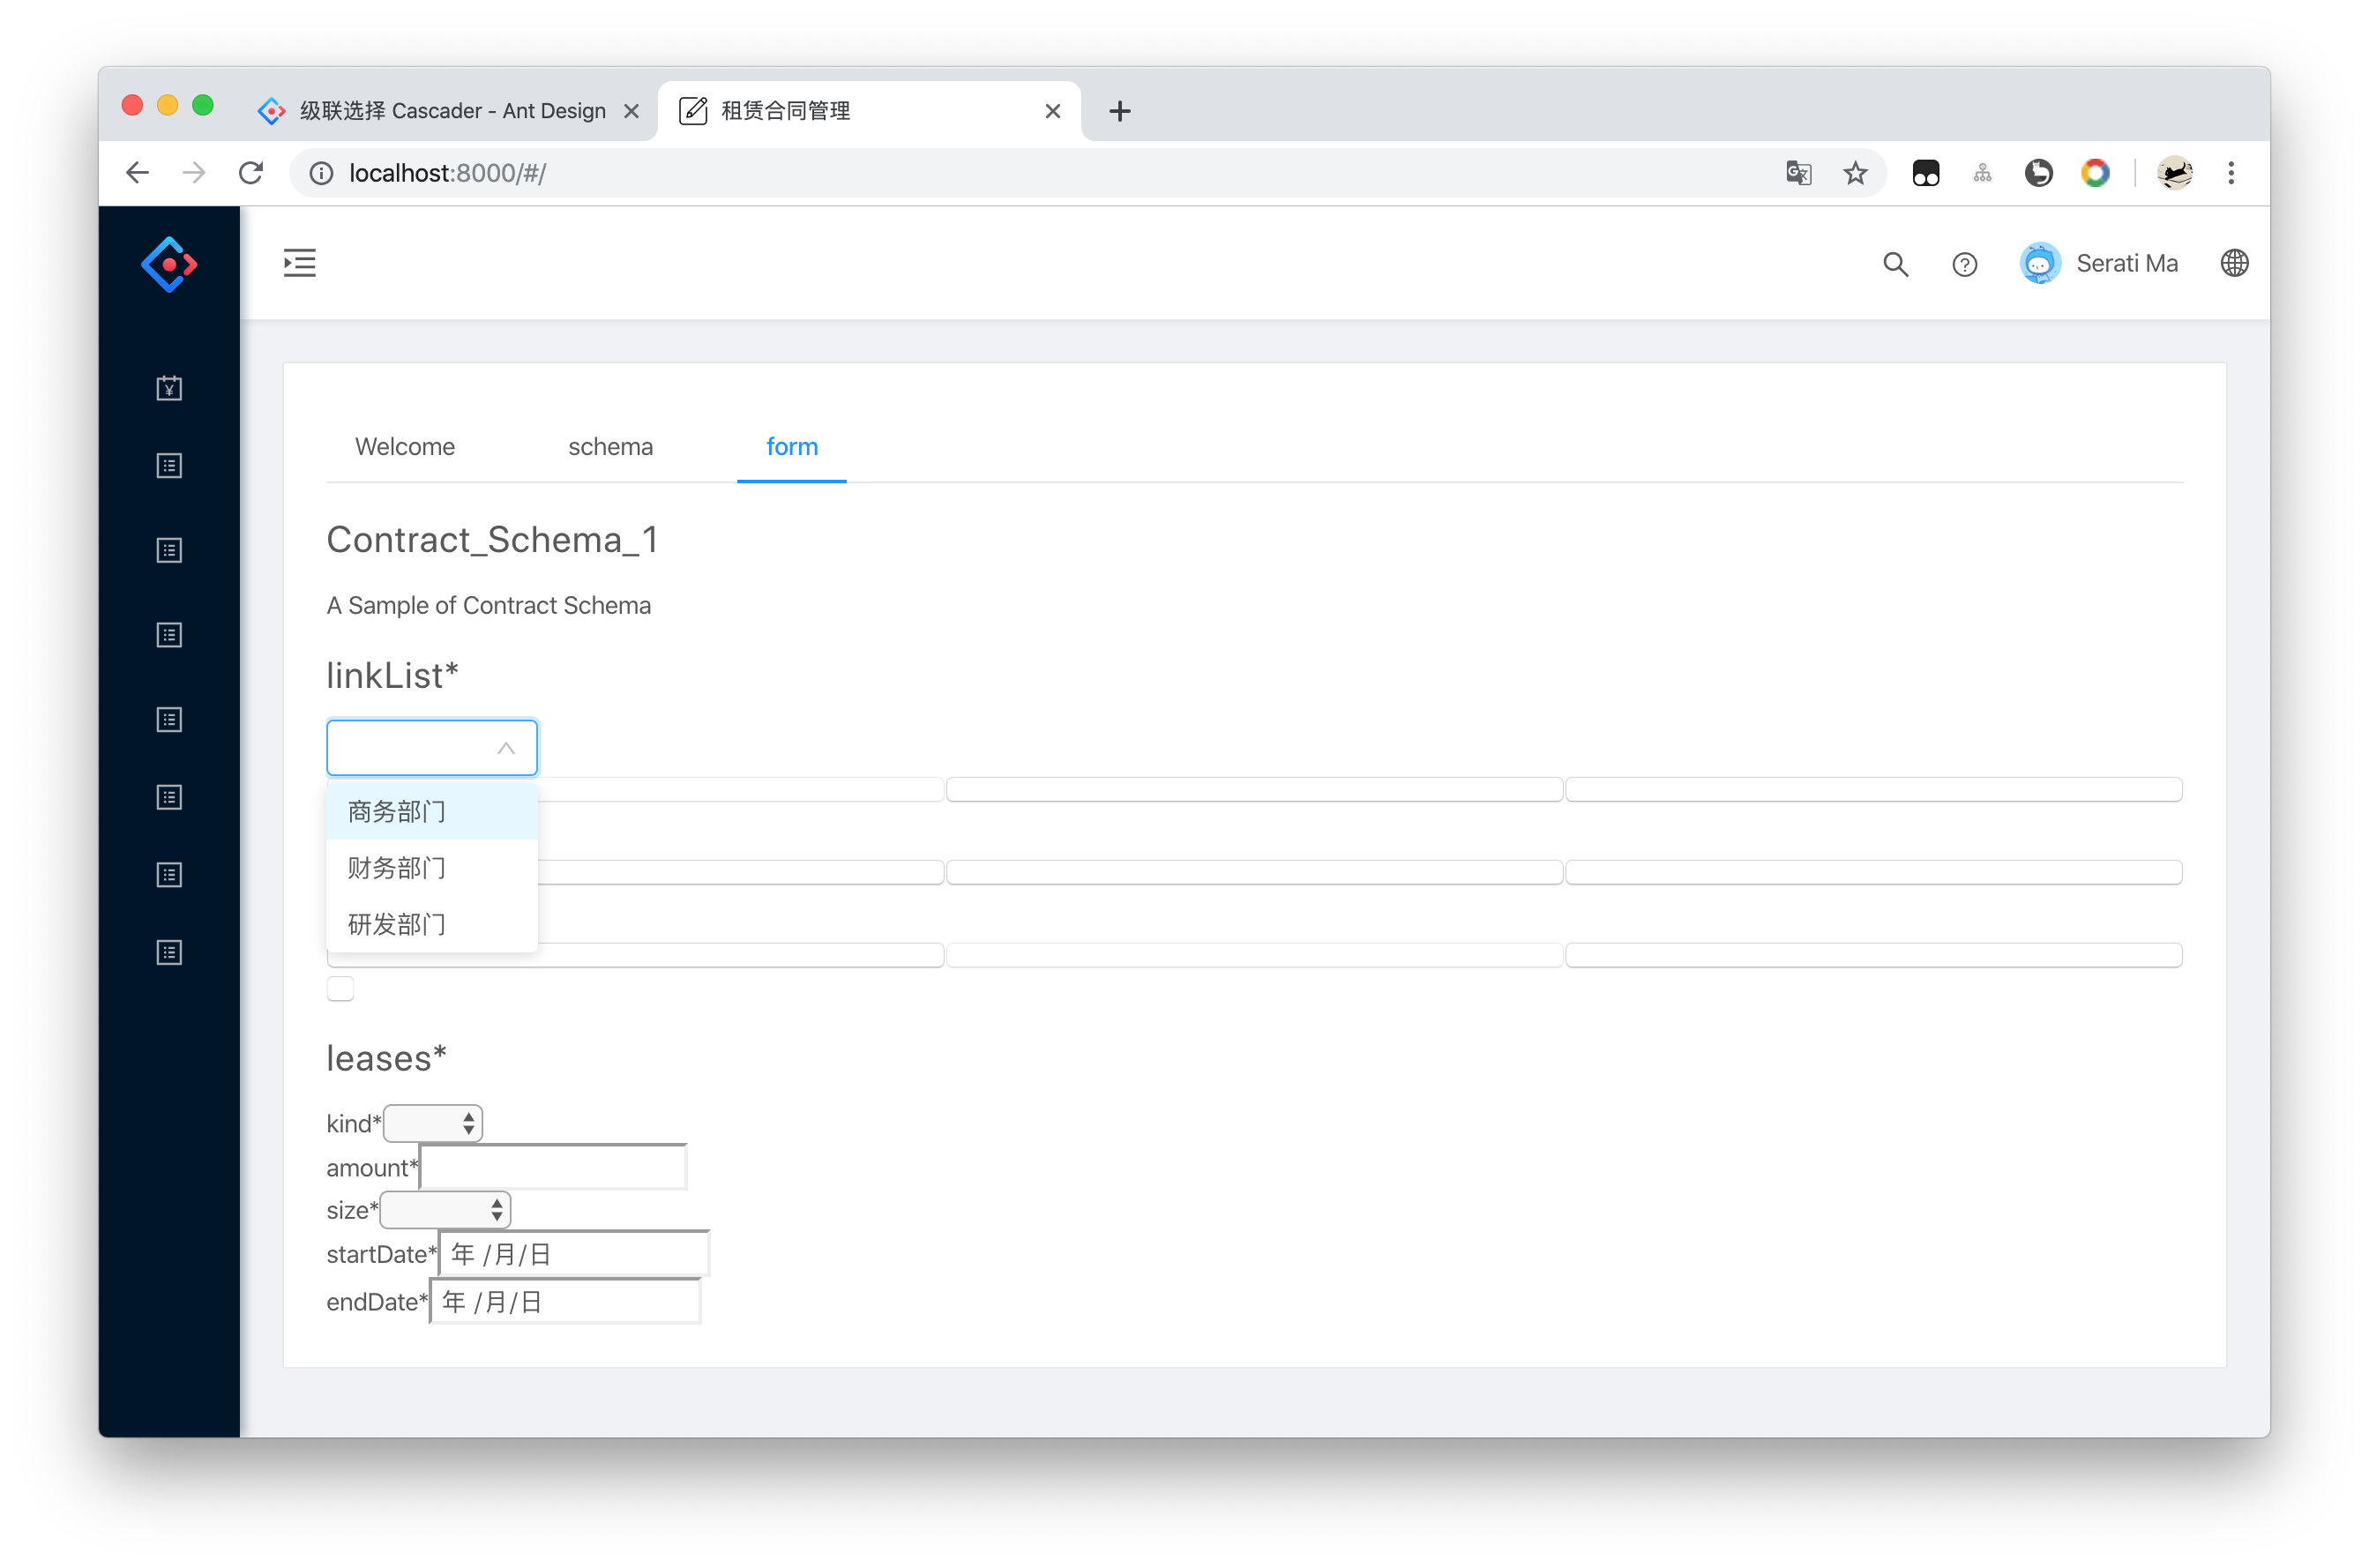 级联选择 Cascader - Ant Design
租赁合同管理
localhost:8000/#/
Serati Ma
Welcome
schema
form
Contract_Schema_1
A Sample of Contract Schema
linkList*
商务部门
财务部门
研发部门
leases*
kind*
amount*
size*
startDate* 年 /月/日
endDate* 年 /月/日